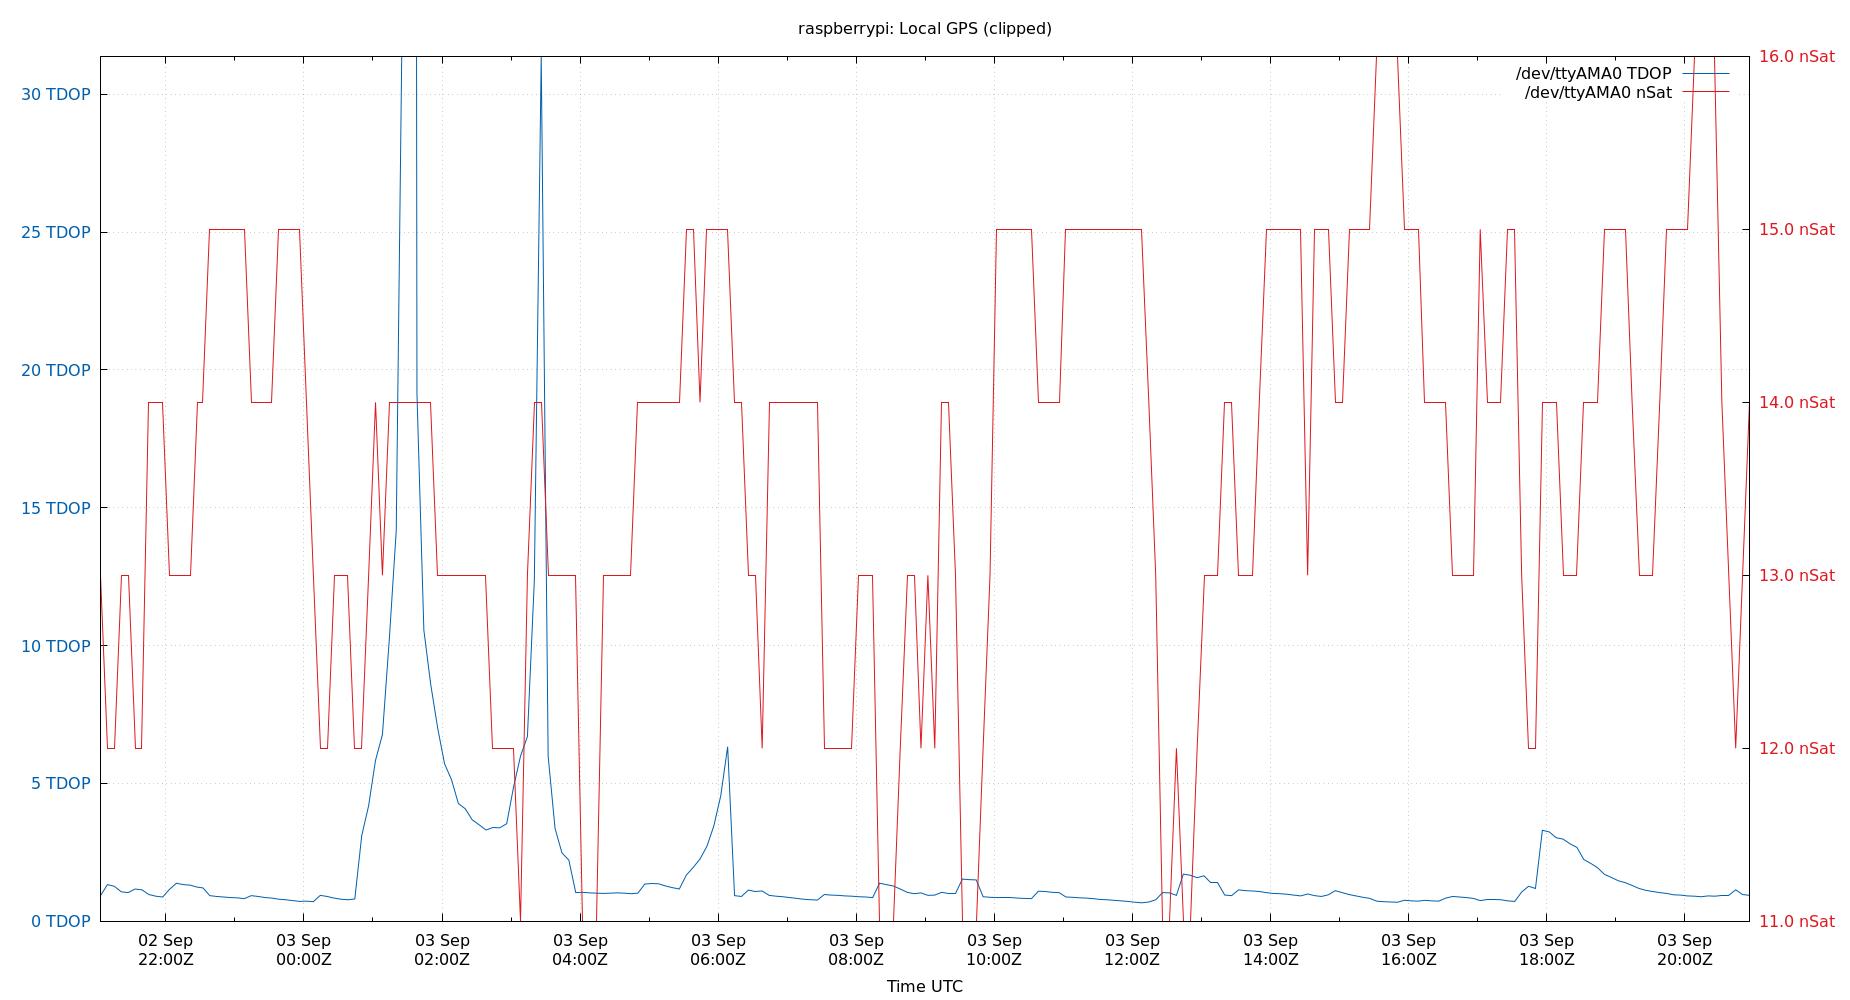 raspberrypi: Local GPS (clipped)
/dev/ttyAMA0 TDOP
/dev/ttyAMA0 nSat
30 TDOP
25 TDOP
20 TDOP
15 TDOP
10 TDOP
5 TDOP
0 TDOP
16.0 nSat
15.0 nSat
14.0 nSat
13.0 nSat
12.0 nSat
11.0 nSat
02 Sep
22:00Z
03 Sep
00:00Z
03 Sep
02:00Z
03 Sep
04:00Z
03 Sep
06:00Z
03 Sep
08:00Z
03 Sep
10:00Z
03 Sep
12:00Z
03 Sep
14:00Z
03 Sep
16:00Z
03 Sep
18:00Z
03 Sep
20:00Z
Time UTC